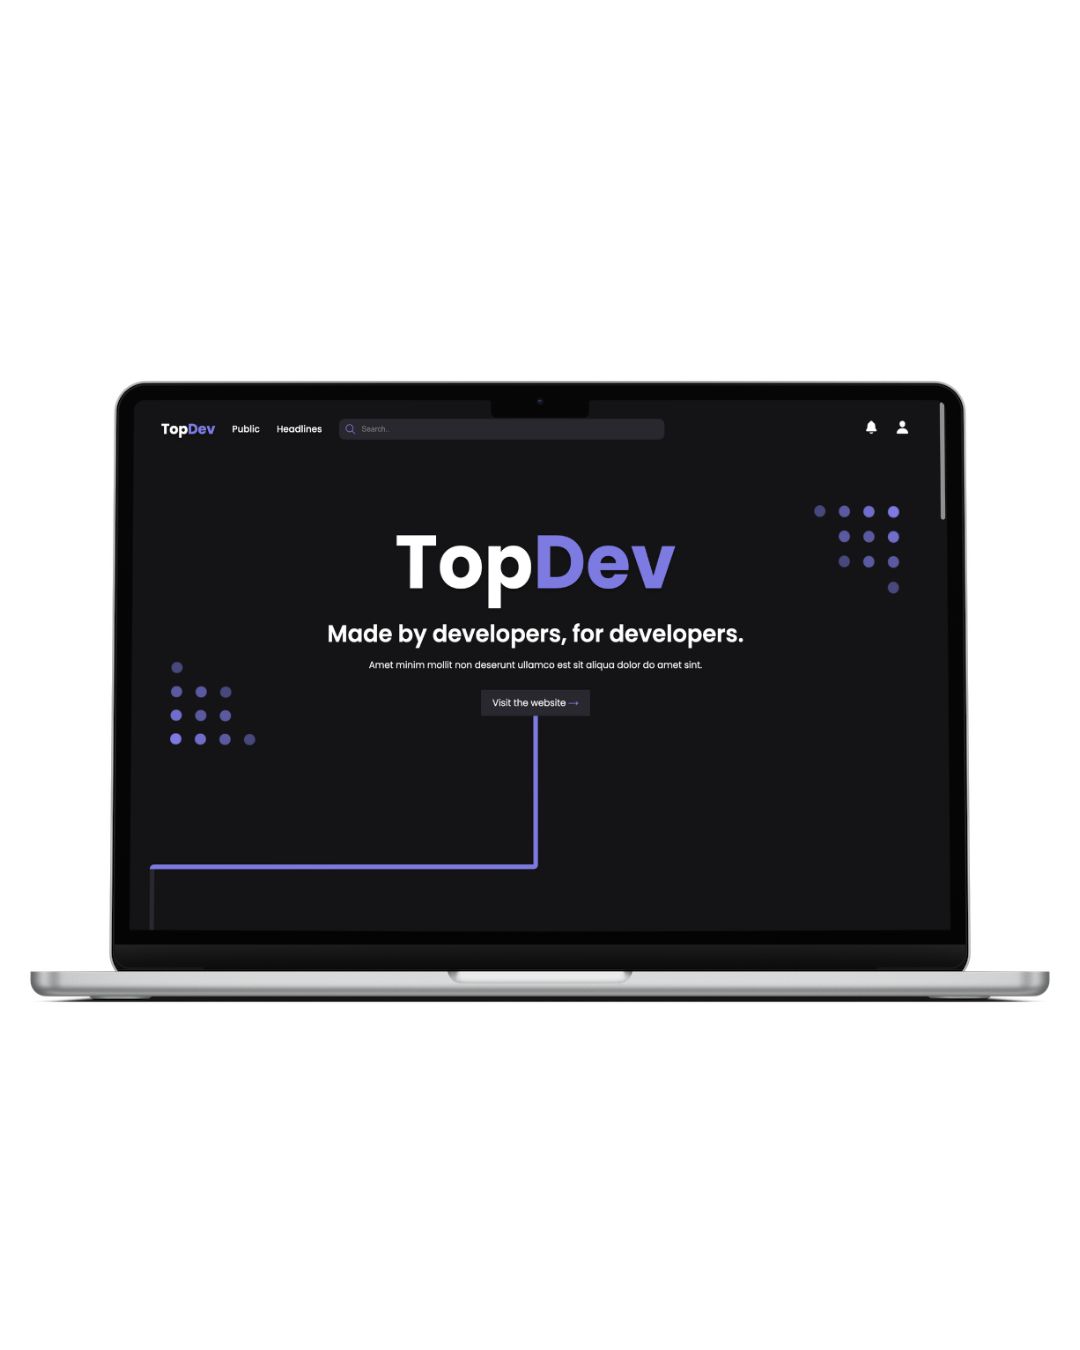 TopDev Public Headlines Search..
TopDev
Made by developers, for developers.
Amet minim mollit non deserunt ullamco est sit aliqua dolor do amet sint.
Visit the website →